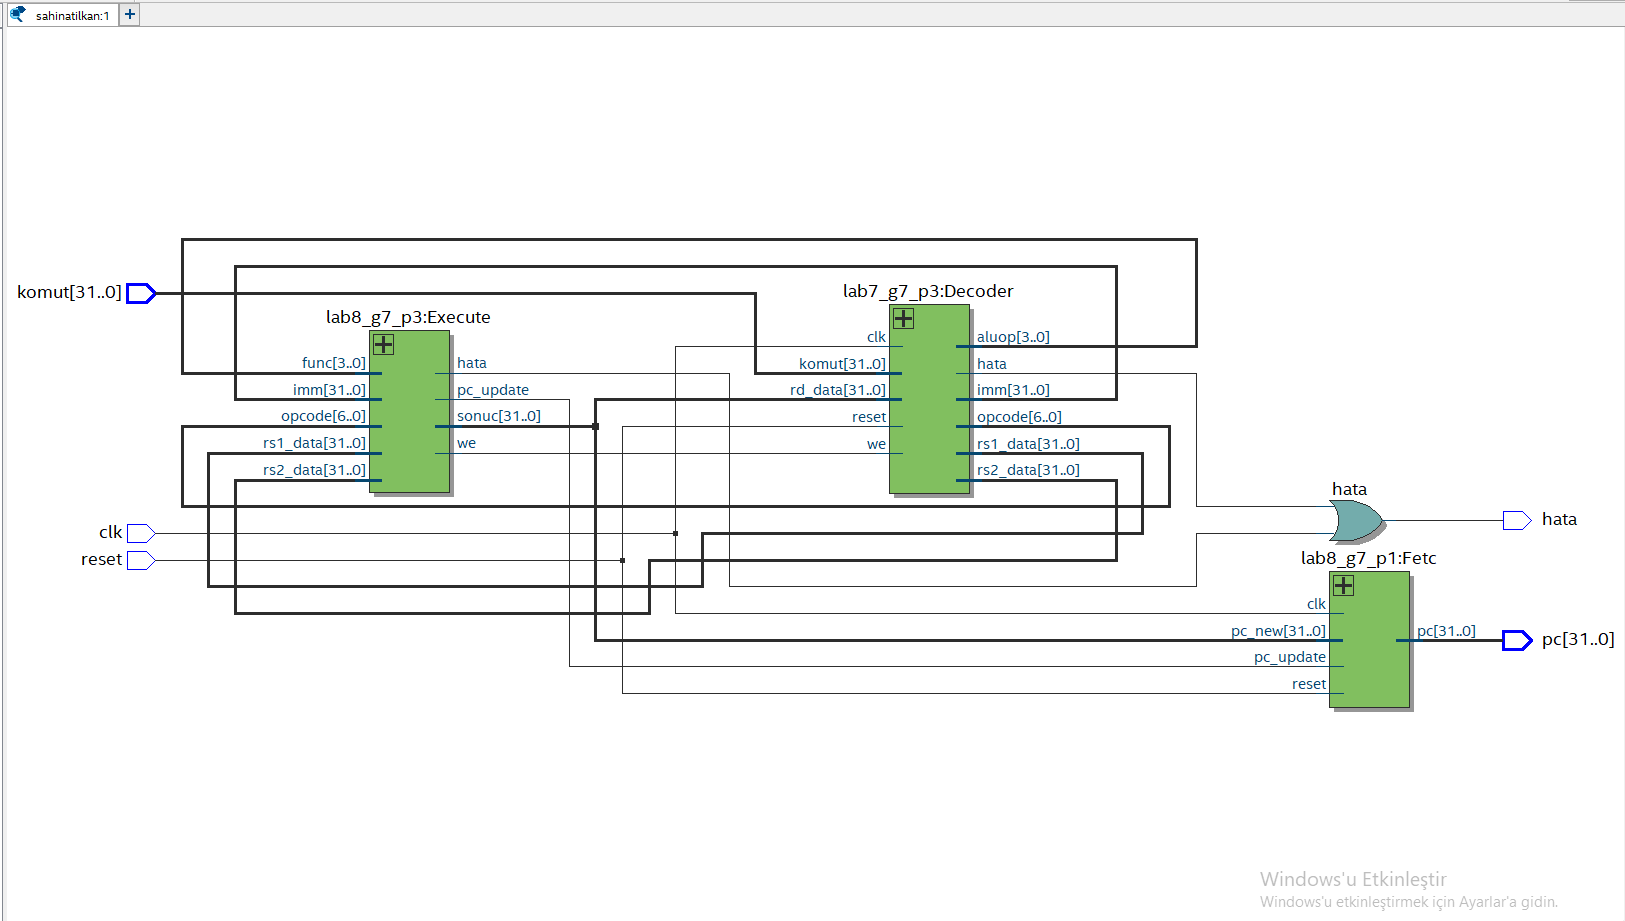 sahinatilkan:1
komut[31..0]
lab8_g7_p3:Execute
func[3..0]
imm[31..0]
opcode[6..0]
rs1_data[31..0]
rs2_data[31..0]
hata
pc_update
sonuc[31..0]
we
lab7_g7_p3:Decoder
clk
komut[31..0]
rd_data[31..0]
reset
we
aluop[3..0]
hata
imm[31..0]
opcode[6..0]
rs1_data[31..0]
rs2_data[31..0]
clk
reset
hata
hata
lab8_g7_p1:Fetc
clk
pc_new[31..0]
pc_update
reset
pc[31..0]
pc[31..0]
Windows'u Etkinleştir
Windows'u etkinleştirmek için Ayarlar'a gidin.